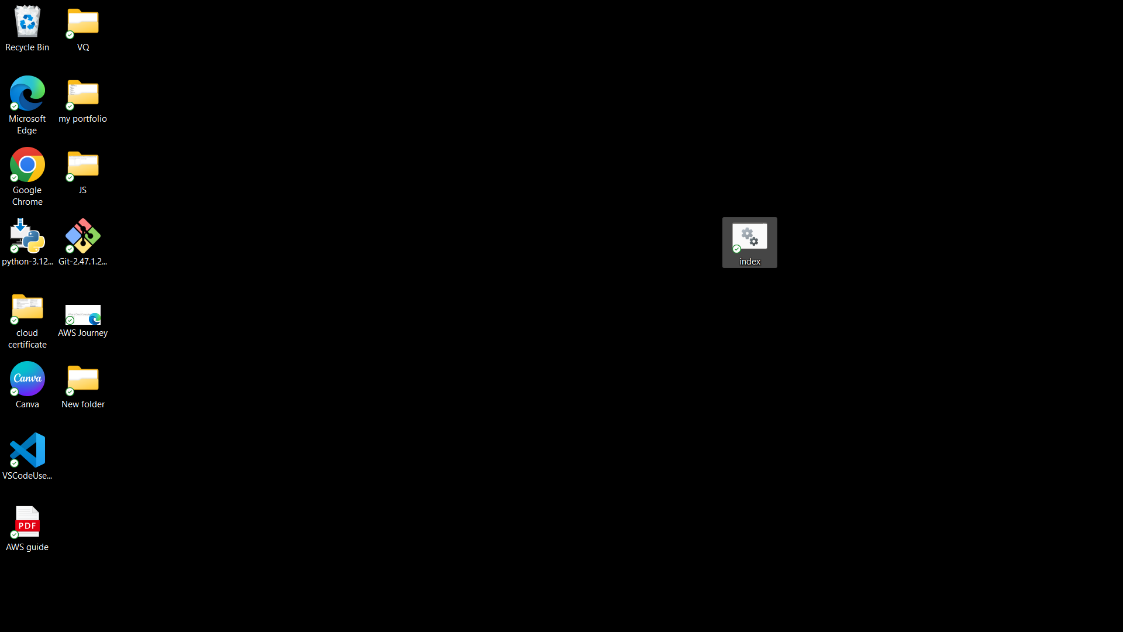 Recycle Bin
VQ
Microsoft
Edge
my portfolio
Google
Chrome
JS
python-3.12...
Git-2.47.1.2...
index
cloud
certificate
AWS Journey
Canva
Canva
New folder
VSCodeUse...
PDF
AWS guide